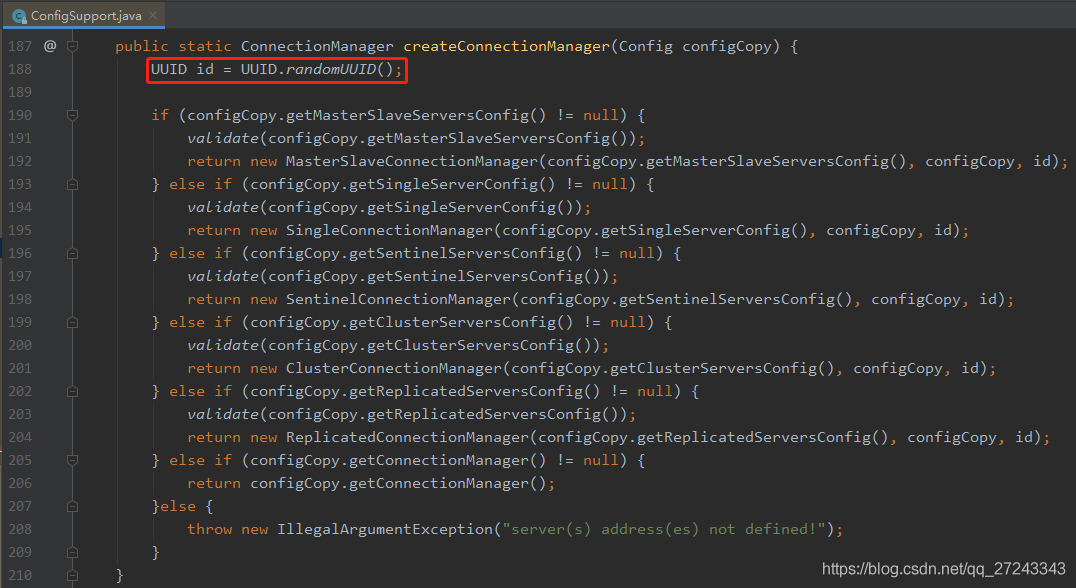 ConfigSupport.java
187 @ public static ConnectionManager createConnectionManager(Config configCopy) {
188 UUID id = UUID.randomUUID();
189
190 if (configCopy.getMasterSlaveServersConfig() != null) {
191 validate(configCopy.getMasterSlaveServersConfig());
192 return new MasterSlaveConnectionManager(configCopy.getMasterSlaveServersConfig(), configCopy, id);
193 } else if (configCopy.getSingleServerConfig() != null) {
194 validate(configCopy.getSingleServerConfig());
195 return new SingleConnectionManager(configCopy.getSingleServerConfig(), configCopy, id);
196 } else if (configCopy.getSentinelServersConfig() != null) {
197 validate(configCopy.getSentinelServersConfig());
198 return new SentinelConnectionManager(configCopy.getSentinelServersConfig(), configCopy, id);
199 } else if (configCopy.getClusterServersConfig() != null) {
200 validate(configCopy.getClusterServersConfig());
201 return new ClusterConnectionManager(configCopy.getClusterServersConfig(), configCopy, id);
202 } else if (configCopy.getReplicatedServersConfig() != null) {
203 validate(configCopy.getReplicatedServersConfig());
204 return new ReplicatedConnectionManager(configCopy.getReplicatedServersConfig(), configCopy, id);
205 } else if (configCopy.getConnectionManager() != null) {
206 return configCopy.getConnectionManager();
207 }else {
208 throw new IllegalArgumentException("server(s) address(es) not defined!");
209 }
210 }
https://blog.csdn.net/qq_27243343